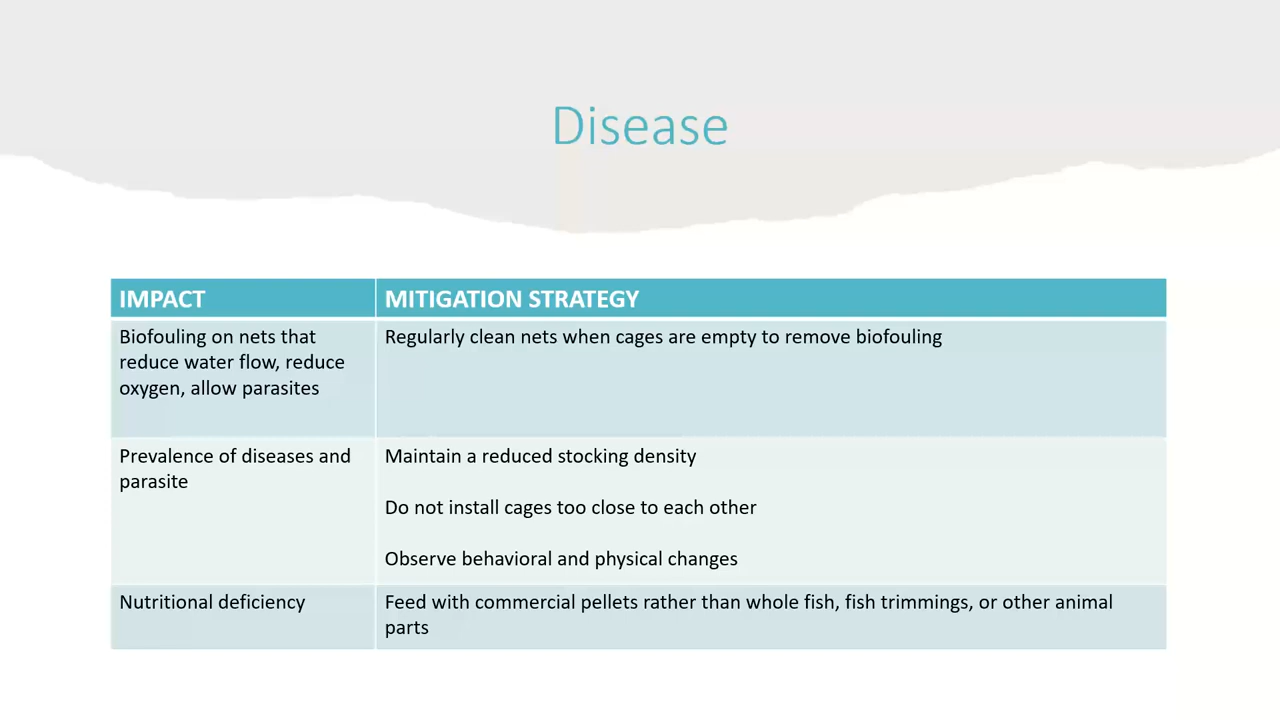 Disease
IMPACT
MITIGATION STRATEGY
Biofouling on nets that
reduce water flow, reduce
oxygen, allow parasites
Regularly clean nets when cages are empty to remove biofouling
Prevalence of diseases and
parasite
Maintain a reduced stocking density
Do not install cages too close to each other
Observe behavioral and physical changes
Nutritional deficiency
Feed with commercial pellets rather than whole fish, fish trimmings, or other animal
parts